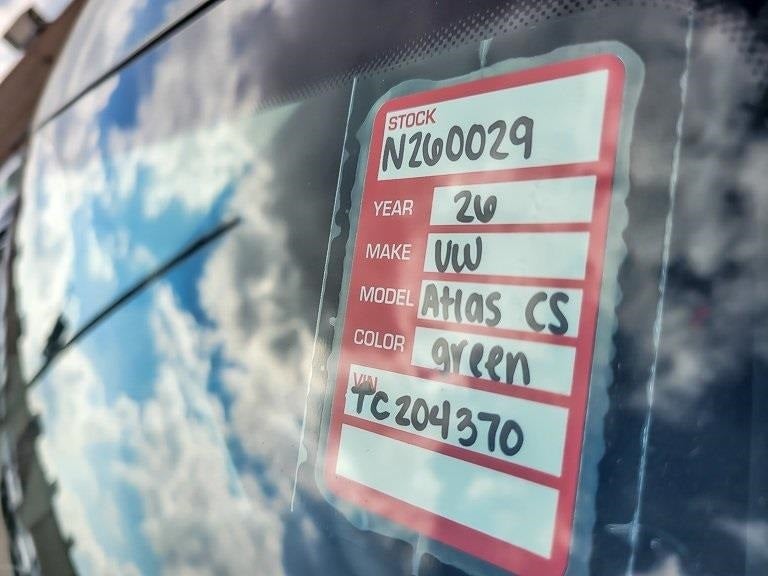 STOCK
N260029
YEAR 26
MAKE VW
MODEL Atlas CS
COLOR green
VIN
TC204370